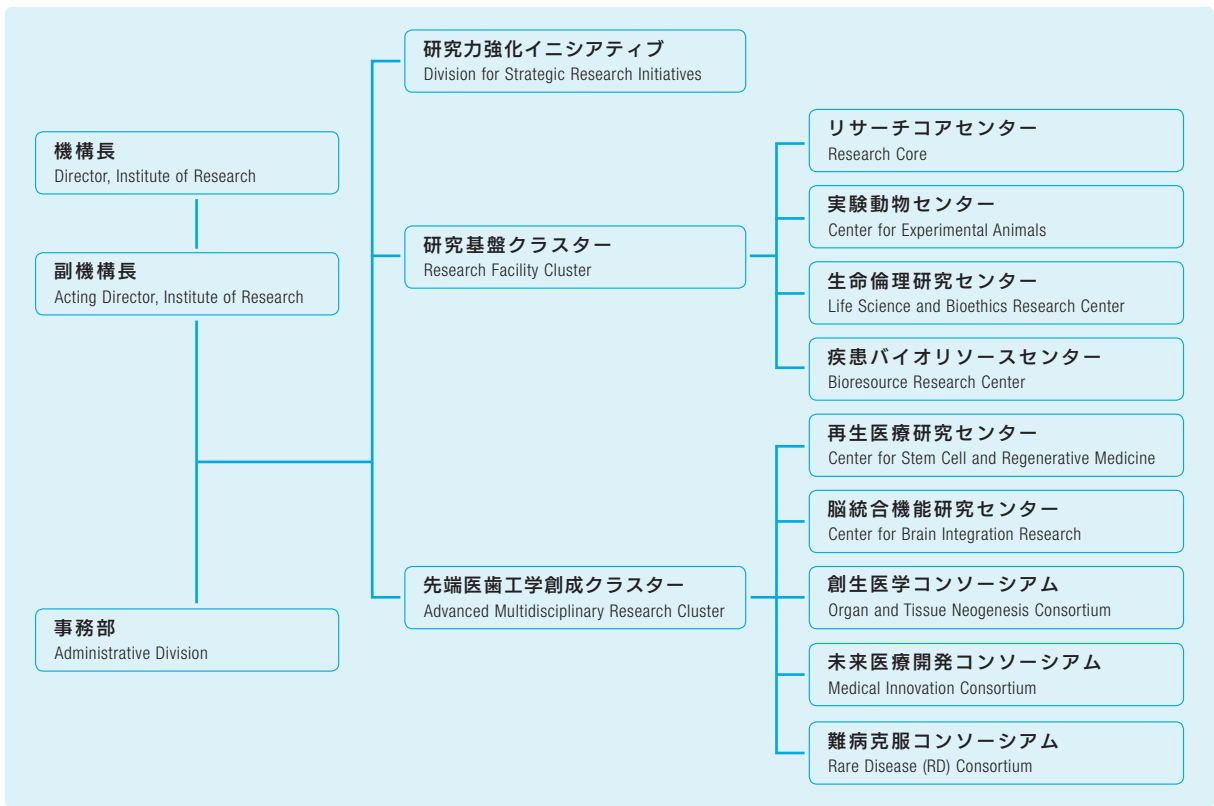 機構長
Director, Institute of Research
副機構長
Acting Director, Institute of Research
事務部
Administrative Division
研究力強化イニシアティブ
Division for Strategic Research Initiatives
研究基盤クラスター
Research Facility Cluster
リサーチコアセンター
Research Core
実験動物センター
Center for Experimental Animals
生命倫理研究センター
Life Science and Bioethics Research Center
疾患バイオリソースセンター
Bioresource Research Center
先端医歯工学創成クラスター
Advanced Multidisciplinary Research Cluster
再生医療研究センター
Center for Stem Cell and Regenerative Medicine
脳統合機能研究センター
Center for Brain Integration Research
創生医学コンソーシアム
Organ and Tissue Neogenesis Consortium
未来医療開発コンソーシアム
Medical Innovation Consortium
難病克服コンソーシアム
Rare Disease (RD) Consortium